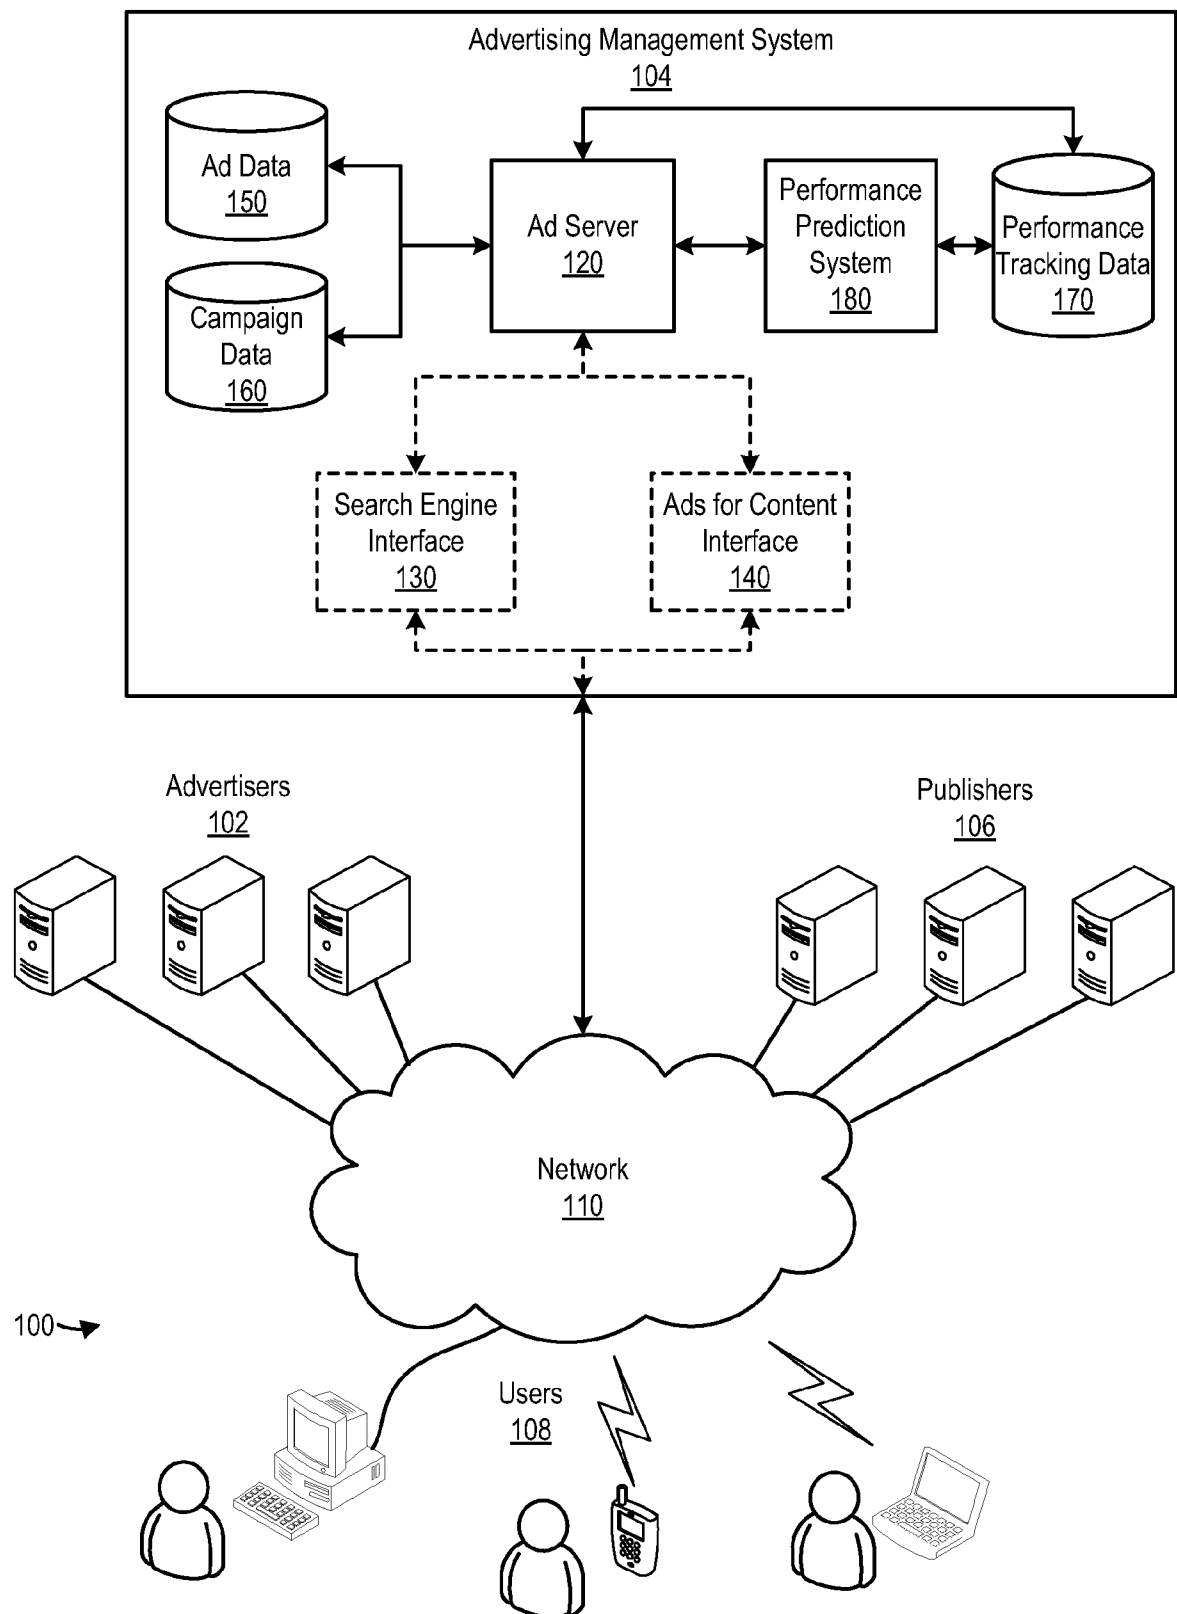 Advertising Management System
104
Ad Data
150
Campaign
Data
160
Ad Server
120
Performance
Prediction
System
180
Performance
Tracking Data
170
Search Engine
Interface
130
Ads for Content
Interface
140
Advertisers
102
Publishers
106
Network
110
100
Users
108